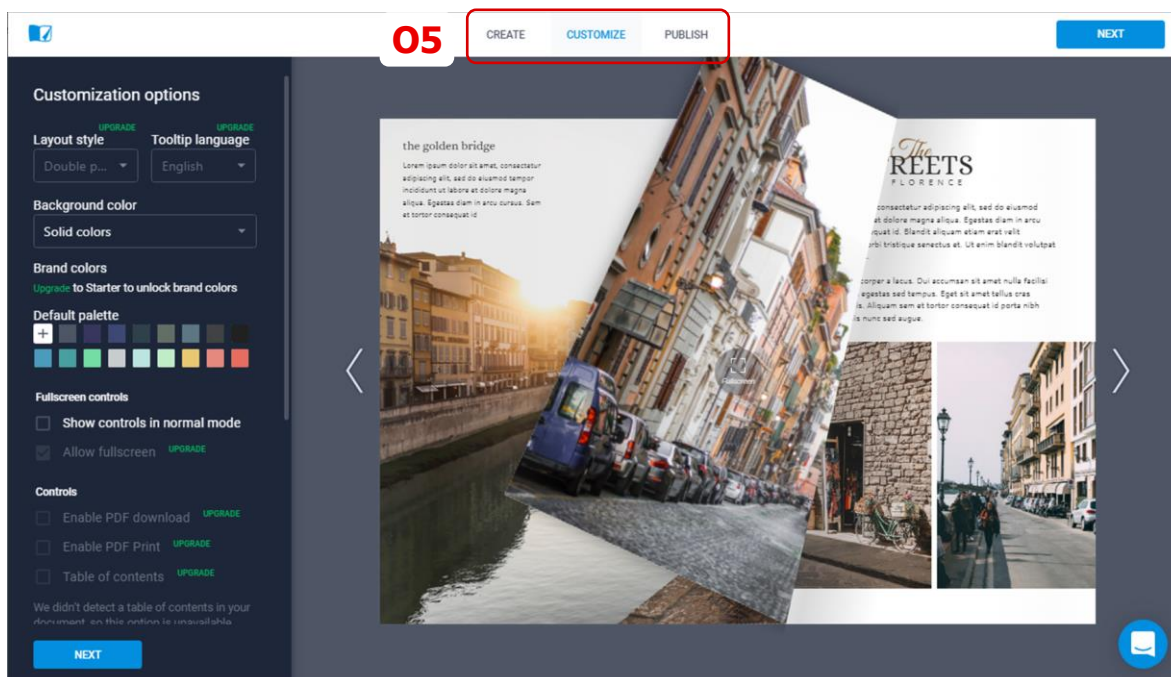 05
CREATE CUSTOMIZE PUBLISH
NEXT
Customization options
UPGRADE UPGRADE
Layout style Tooltip language
Double p... English
Background color
Solid colors
Brand colors
Upgrade to Starter to unlock brand colors
Default palette
Fullscreen controls
Show controls in normal mode
Allow fullscreen UPGRADE
Controls
Enable PDF download UPGRADE
Enable PDF Print UPGRADE
Table of contents UPGRADE
We didn't detect a table of contents in your
document, so this option is unavailable
NEXT
the golden bridge
Lorem ipsum dolor sit amet, consectetur
adipiscing elit, sed do eiusmod tempor
incididunt ut labore et dolore magna
aliqua. Egestas diam in arcu cursus. Sem
et tortor consequat id
Fullscreen
The
REETS
FLORENCE
consectetur adipiscing elit, sed do eiusmod
et dolore magna aliqua. Egestas diam in arcu
quat id. Blandit aliquam etiam erat velit
rbi tristique senectus et. Ut enim blandit volutpat
corper a lacus. Dui accumsan sit amet nulla facilisi
egestas sed tempus. Eget sit amet tellus cras
s. Aliquam sem et tortor consequat id porta nibh
is nunc sed augue.